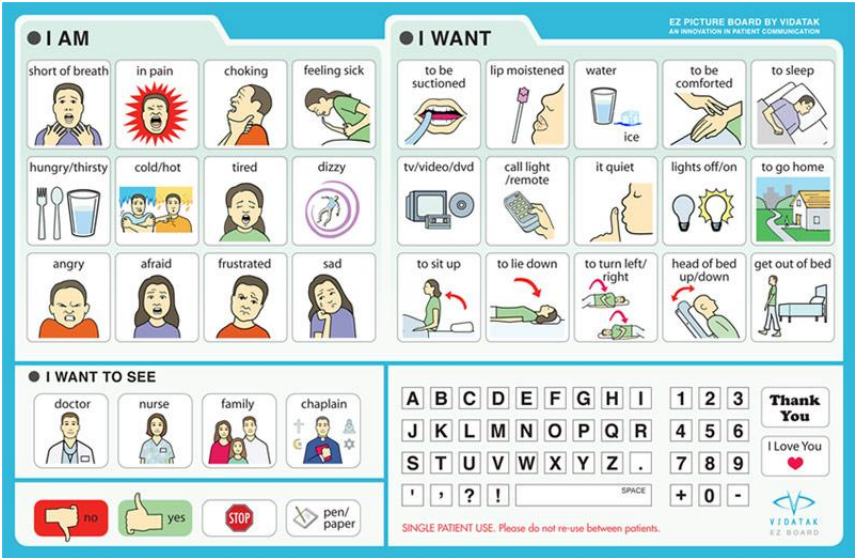 EZ PICTURE BOARD BY VIDATAK
AN INNOVATION IN PATIENT COMMUNICATION
I AM
short of breath
in pain
choking
feeling sick
hungry/thirsty
cold/hot
tired
dizzy
angry
afraid
frustrated
sad
I WANT
to be
suctioned
lip moistened
water
ice
to be
comforted
to sleep
tv/video/dvd
call light
/remote
it quiet
lights off/on
to go home
to sit up
to lie down
to turn left/
right
head of bed
up/down
get out of bed
I WANT TO SEE
doctor
nurse
family
chaplain
no
yes
STOP
pen/
paper
A B C D E F G H I
J K L M N O P Q R
S T U V W X Y Z .
' , ? ! SPACE
1 2 3
4 5 6
7 8 9
+ 0 -
Thank
You
I Love You
SINGLE PATIENT USE. Please do not re-use between patients.
VIDATAK
EZ BOARD